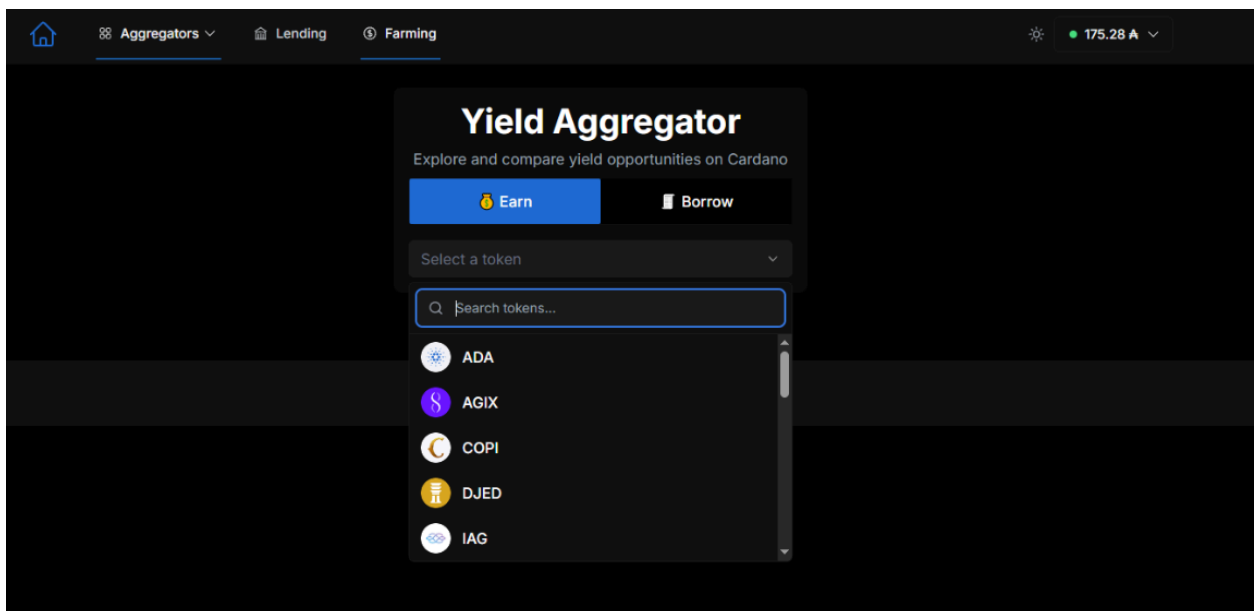 Aggregators
Lending
Farming
175.28 ₳
Yield Aggregator
Explore and compare yield opportunities on Cardano
Earn
Borrow
Select a token
Search tokens...
ADA
AGIX
COPI
DJED
IAG